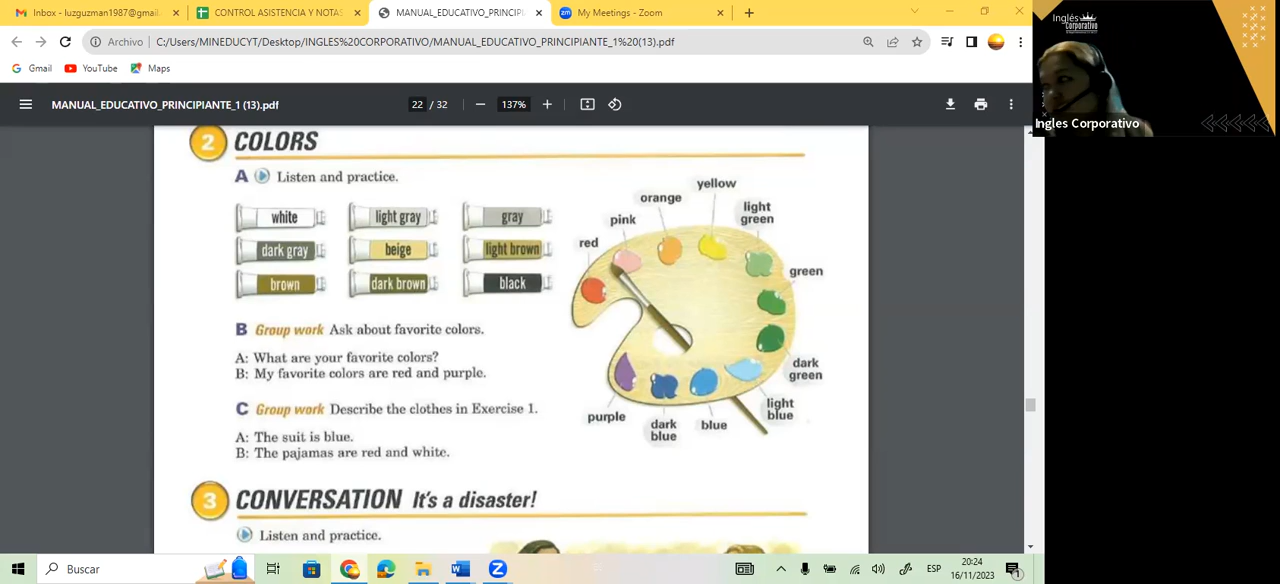 Inbox - luzguzman1987@gmail.
CONTROL ASISTENCIA Y NOTAS
MANUAL_EDUCATIVO_PRINCIPI
My Meetings - Zoom
Archivo
C:/Users/MINEDUCYT/Desktop/INGLES%20CORPORATIVO/MANUAL_EDUCATIVO_PRINCIPIANTE_1%20(13).pdf
Gmail
YouTube
Maps
MANUAL_EDUCATIVO_PRINCIPIANTE_1 (13).pdf
22 / 32
137%
Inglés
Corporativo
Ingles Corporativo
2 COLORS
A Listen and practice.
white
light gray
gray
dark gray
beige
light brown
brown
dark brown
black
red
pink
orange
yellow
light
green
green
dark
green
light
blue
blue
dark
blue
purple
B Group work Ask about favorite colors.
A: What are your favorite colors?
B: My favorite colors are red and purple.
C Group work Describe the clothes in Exercise 1.
A: The suit is blue.
B: The pajamas are red and white.
3 CONVERSATION It's a disaster!
Listen and practice.
Buscar
ESP
20:24
16/11/2023